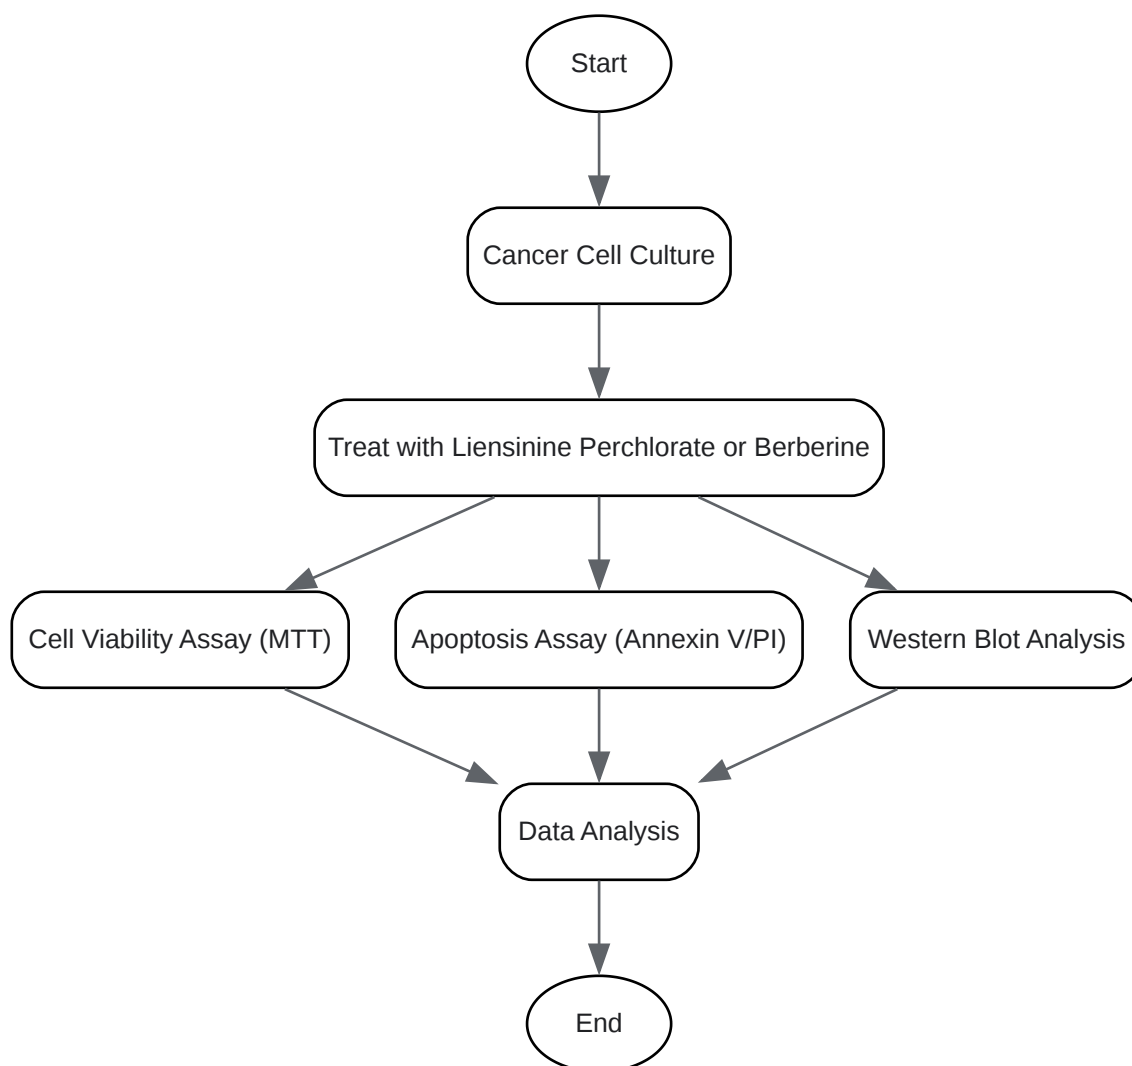 Start
Cancer Cell Culture
Treat with Liensinine Perchlorate or Berberine
Cell Viability Assay (MTT)
Apoptosis Assay (Annexin V/PI)
Western Blot Analysis
Data Analysis
End